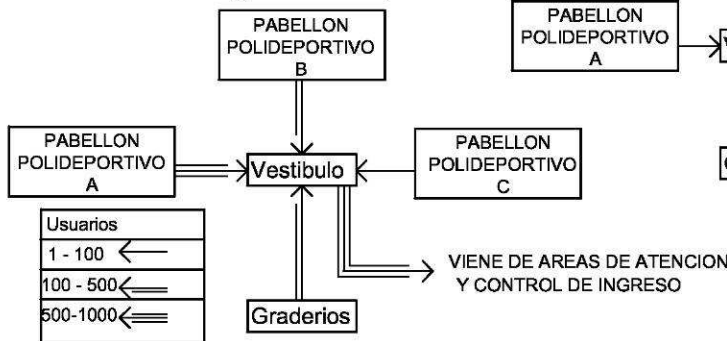 PABELLON
POLIDEPORTIVO
B
PABELLON
POLIDEPORTIVO
A
PABELLON
POLIDEPORTIVO
A
Vestibulo
PABELLON
POLIDEPORTIVO
C
Usuarios
1 - 100
100 - 500
500-1000
VIENE DE AREAS DE ATENCION
Y CONTROL DE INGRESO
Graderios